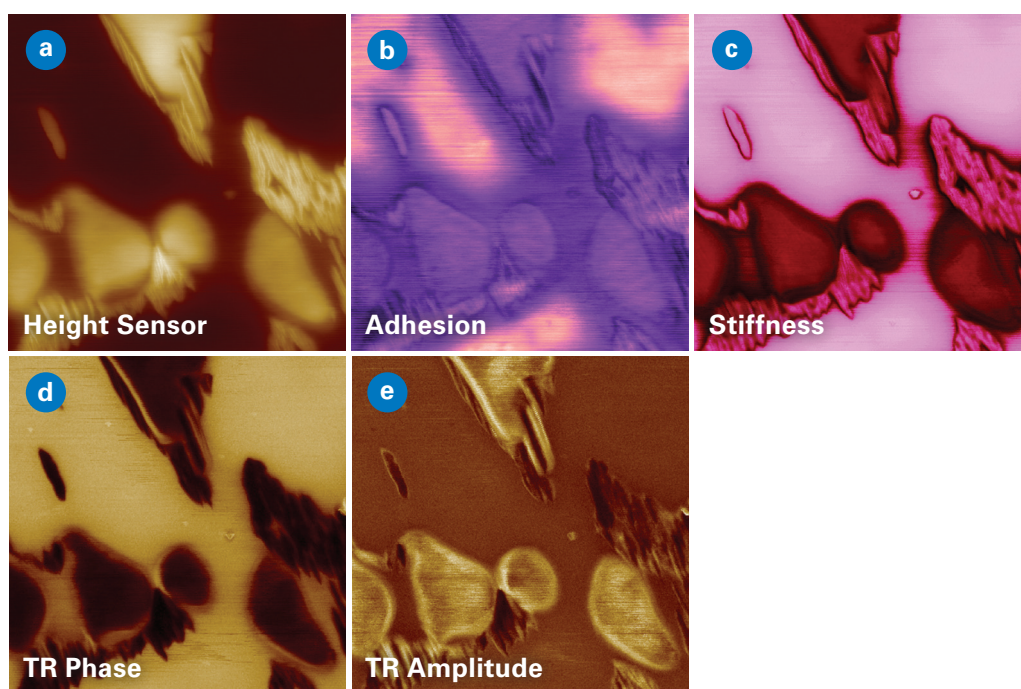 a
Height Sensor
b
Adhesion
c
Stiffness
d
TR Phase
e
TR Amplitude